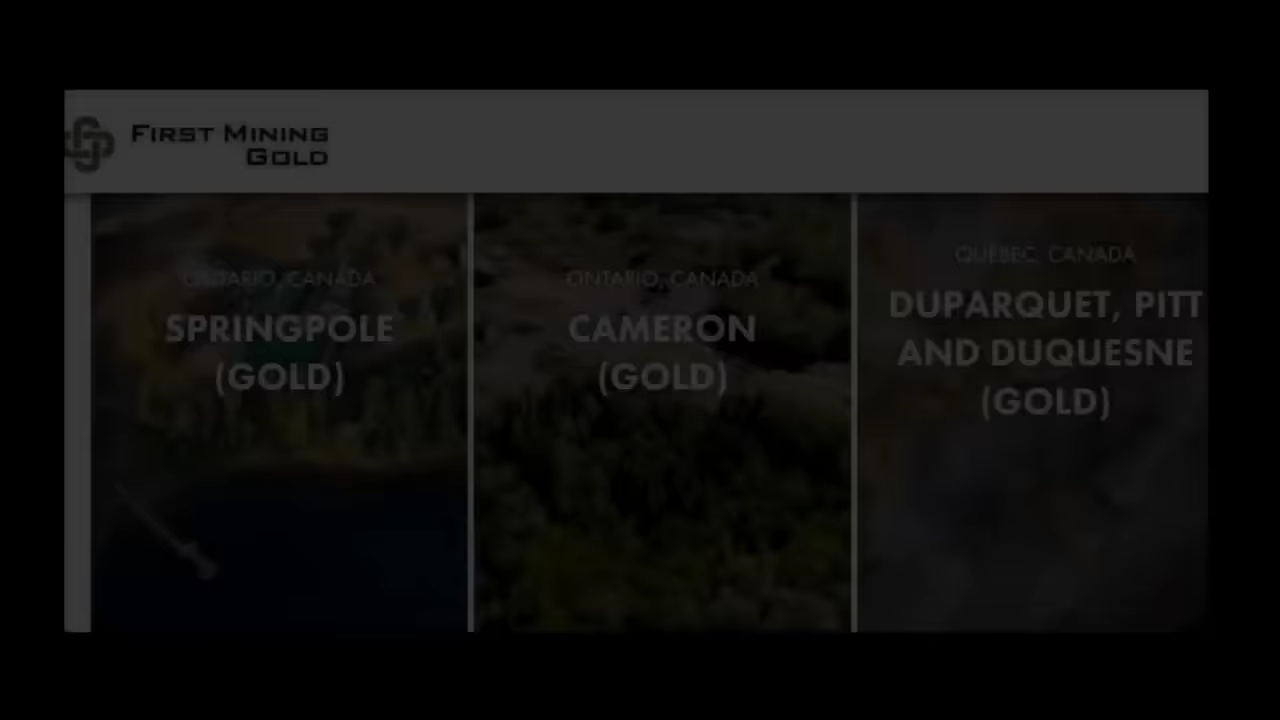 FIRST MINING
GOLD
ONTARIO, CANADA
SPRINGPOLE
(GOLD)
ONTARIO, CANADA
CAMERON
(GOLD)
QUÉBEC, CANADA
DUPARQUET, PITT
AND DUQUESNE
(GOLD)